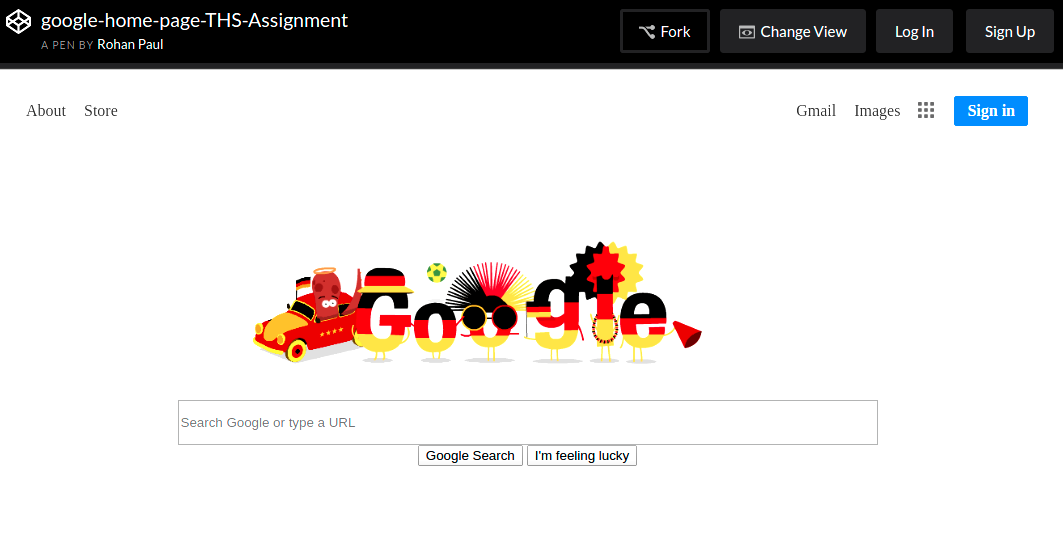 google-home-page-THS-Assignment
A PEN BY Rohan Paul
Fork
Change View
Log In
Sign Up
About Store
Gmail Images
Sign in
Google
Search Google or type a URL
Google Search I'm feeling lucky